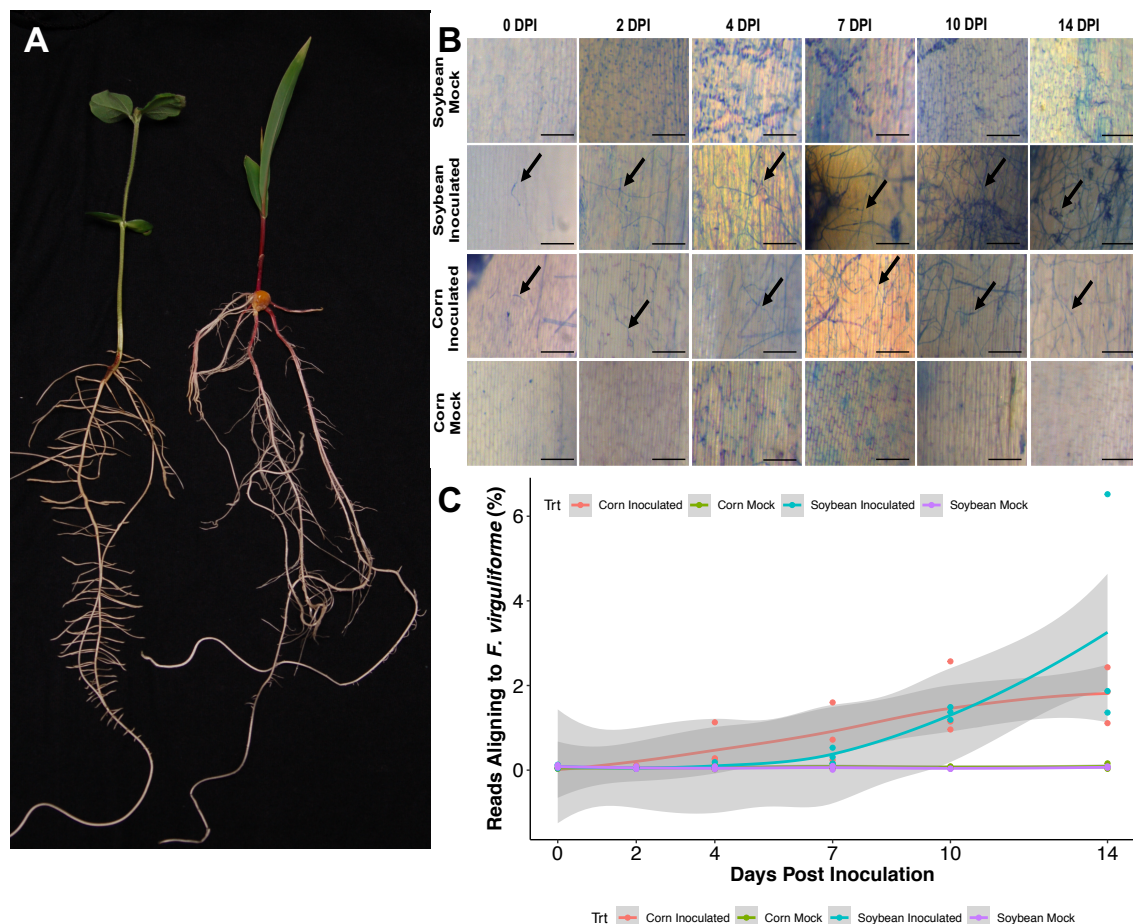 A
B
0 DPI 2 DPI 4 DPI 7 DPI 10 DPI 14 DPI
Soybean
Mock
Soybean
Inoculated
Corn
Inoculated
Corn
Mock
C
Trt Corn Inoculated Corn Mock Soybean Inoculated Soybean Mock
Reads Aligning to F. virguliforme (%)
6
4
2
0
0 2 4 7 10 14
Days Post Inoculation
Trt Corn Inoculated Corn Mock Soybean Inoculated Soybean Mock